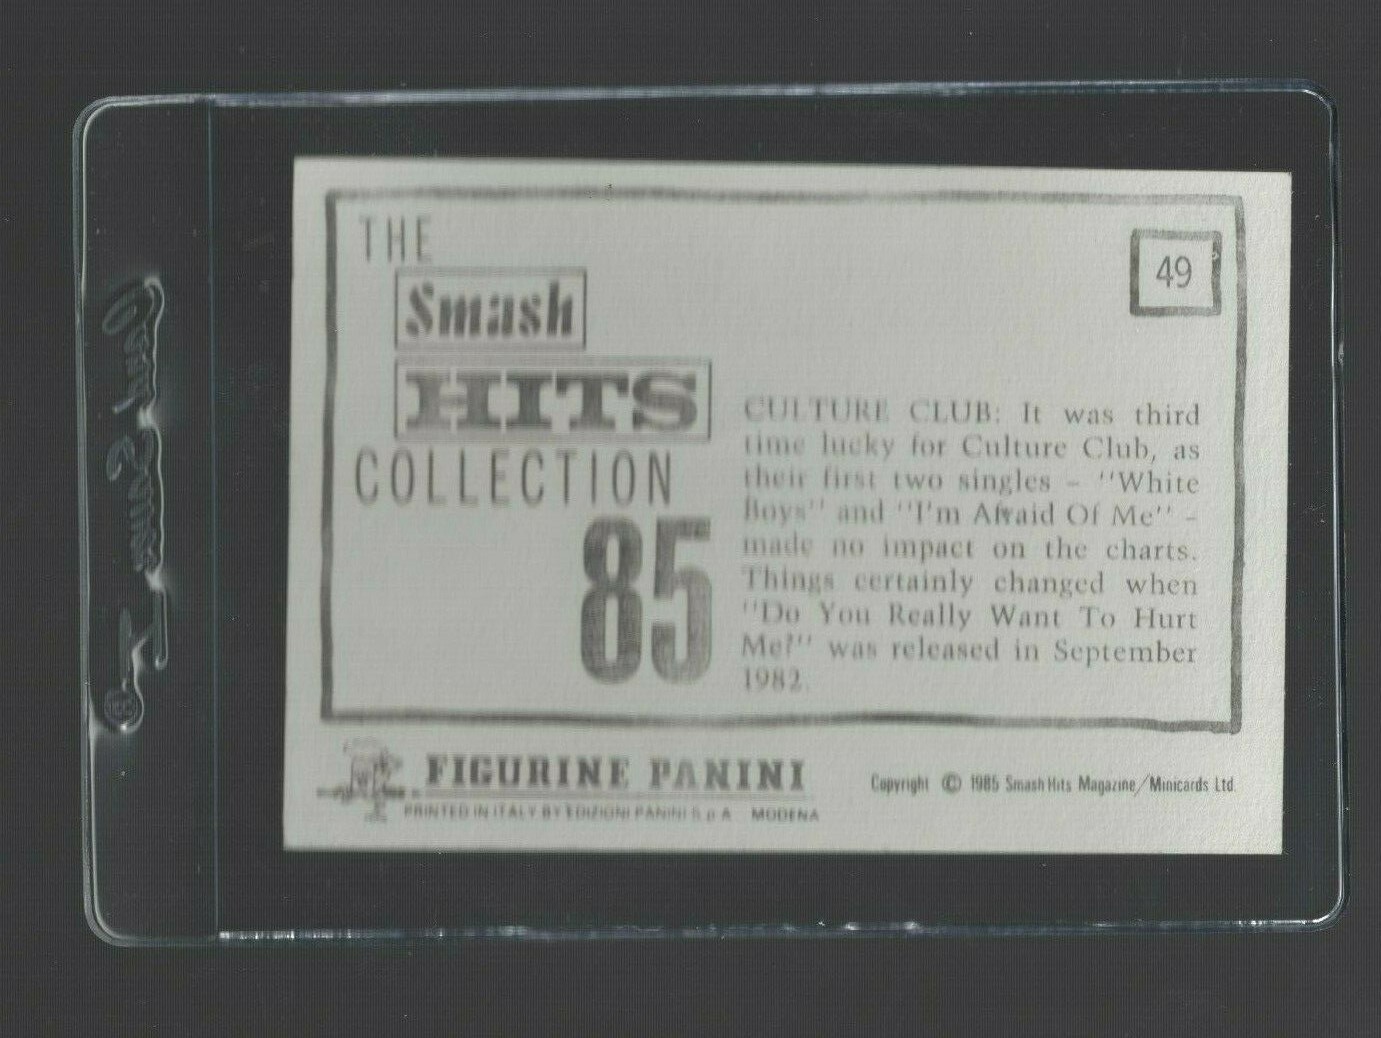 THE
Smash
HITS
COLLECTION
85
49
CULTURE CLUB: It was third
time lucky for Culture Club, as
their first two singles – "White
Boys" and "I'm Afraid Of Me" –
made no impact on the charts.
Things certainly changed when
"Do You Really Want To Hurt
Me?" was released in September
1982.
FIGURINE PANINI
PRINTED IN ITALY BY EDIZIONI PANINI S.p.A. MODENA
Copyright © 1985 Smash Hits Magazine/Minicards Ltd.
Card Saver I